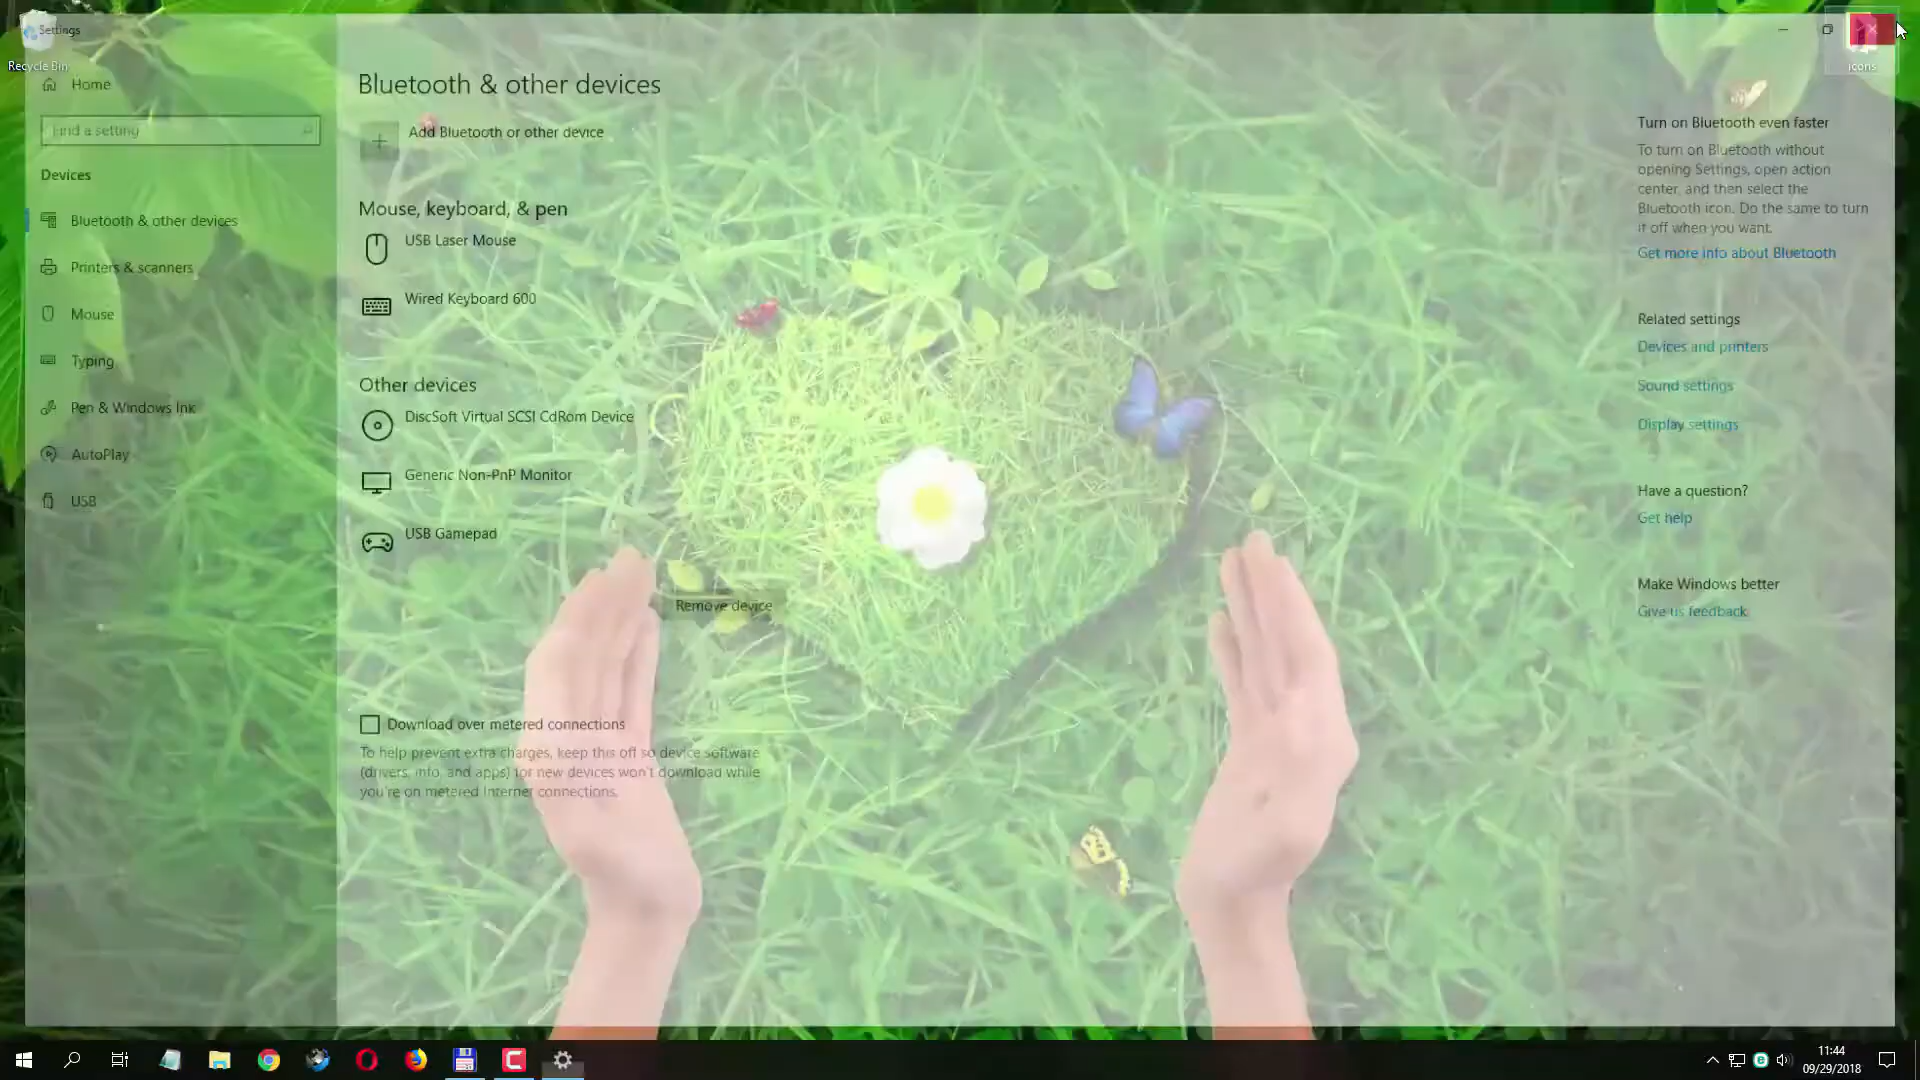 Settings
Recycle Bin
icons
Home
Find a setting
Devices
Bluetooth & other devices
Printers & scanners
Mouse
Typing
Pen & Windows Ink
AutoPlay
USB
Bluetooth & other devices
Add Bluetooth or other device
Mouse, keyboard, & pen
USB Laser Mouse
Wired Keyboard 600
Other devices
DiscSoft Virtual SCSI CdRom Device
Generic Non-PnP Monitor
USB Gamepad
Remove device
Download over metered connections
To help prevent extra charges, keep this off so device software
(drivers, info, and apps) for new devices won't download while
you're on metered Internet connections.
Turn on Bluetooth even faster
To turn on Bluetooth without
opening Settings, open action
center, and then select the
Bluetooth icon. Do the same to turn
it off when you want.
Get more info about Bluetooth
Related settings
Devices and printers
Sound settings
Display settings
Have a question?
Get help
Make Windows better
Give us feedback
11:44
09/29/2018